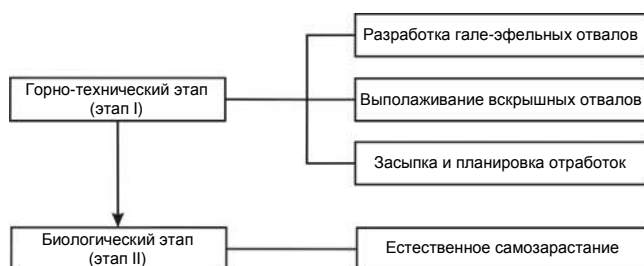 Разработка гале-эфельных отвалов
Горно-технический этап
(этап I)
Выполаживание вскрышных отвалов
Засыпка и планировка отработок
Биологический этап
(этап II)
Естественное самозарастание